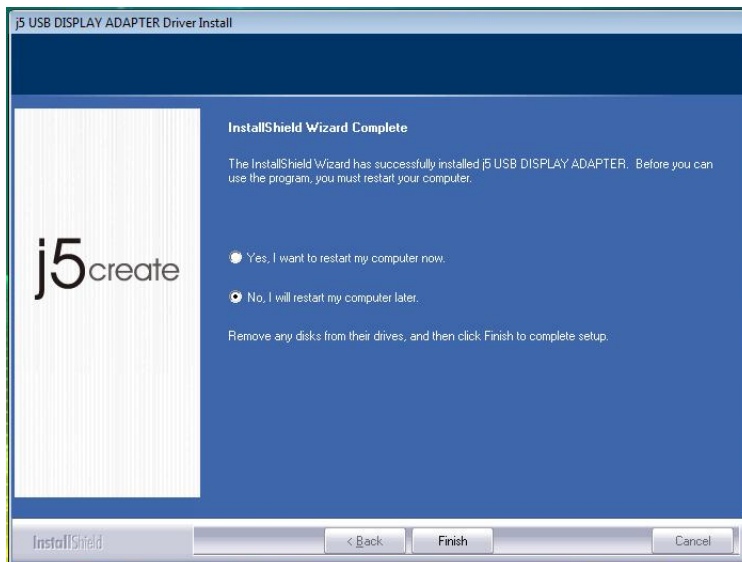 j5 USB DISPLAY ADAPTER Driver Install
InstallShield Wizard Complete
The InstallShield Wizard has successfully installed j5 USB DISPLAY ADAPTER. Before you can
use the program, you must restart your computer.
j5create
Yes, I want to restart my computer now.
No, I will restart my computer later.
Remove any disks from their drives, and then click Finish to complete setup.
InstallShield
< Back
Finish
Cancel